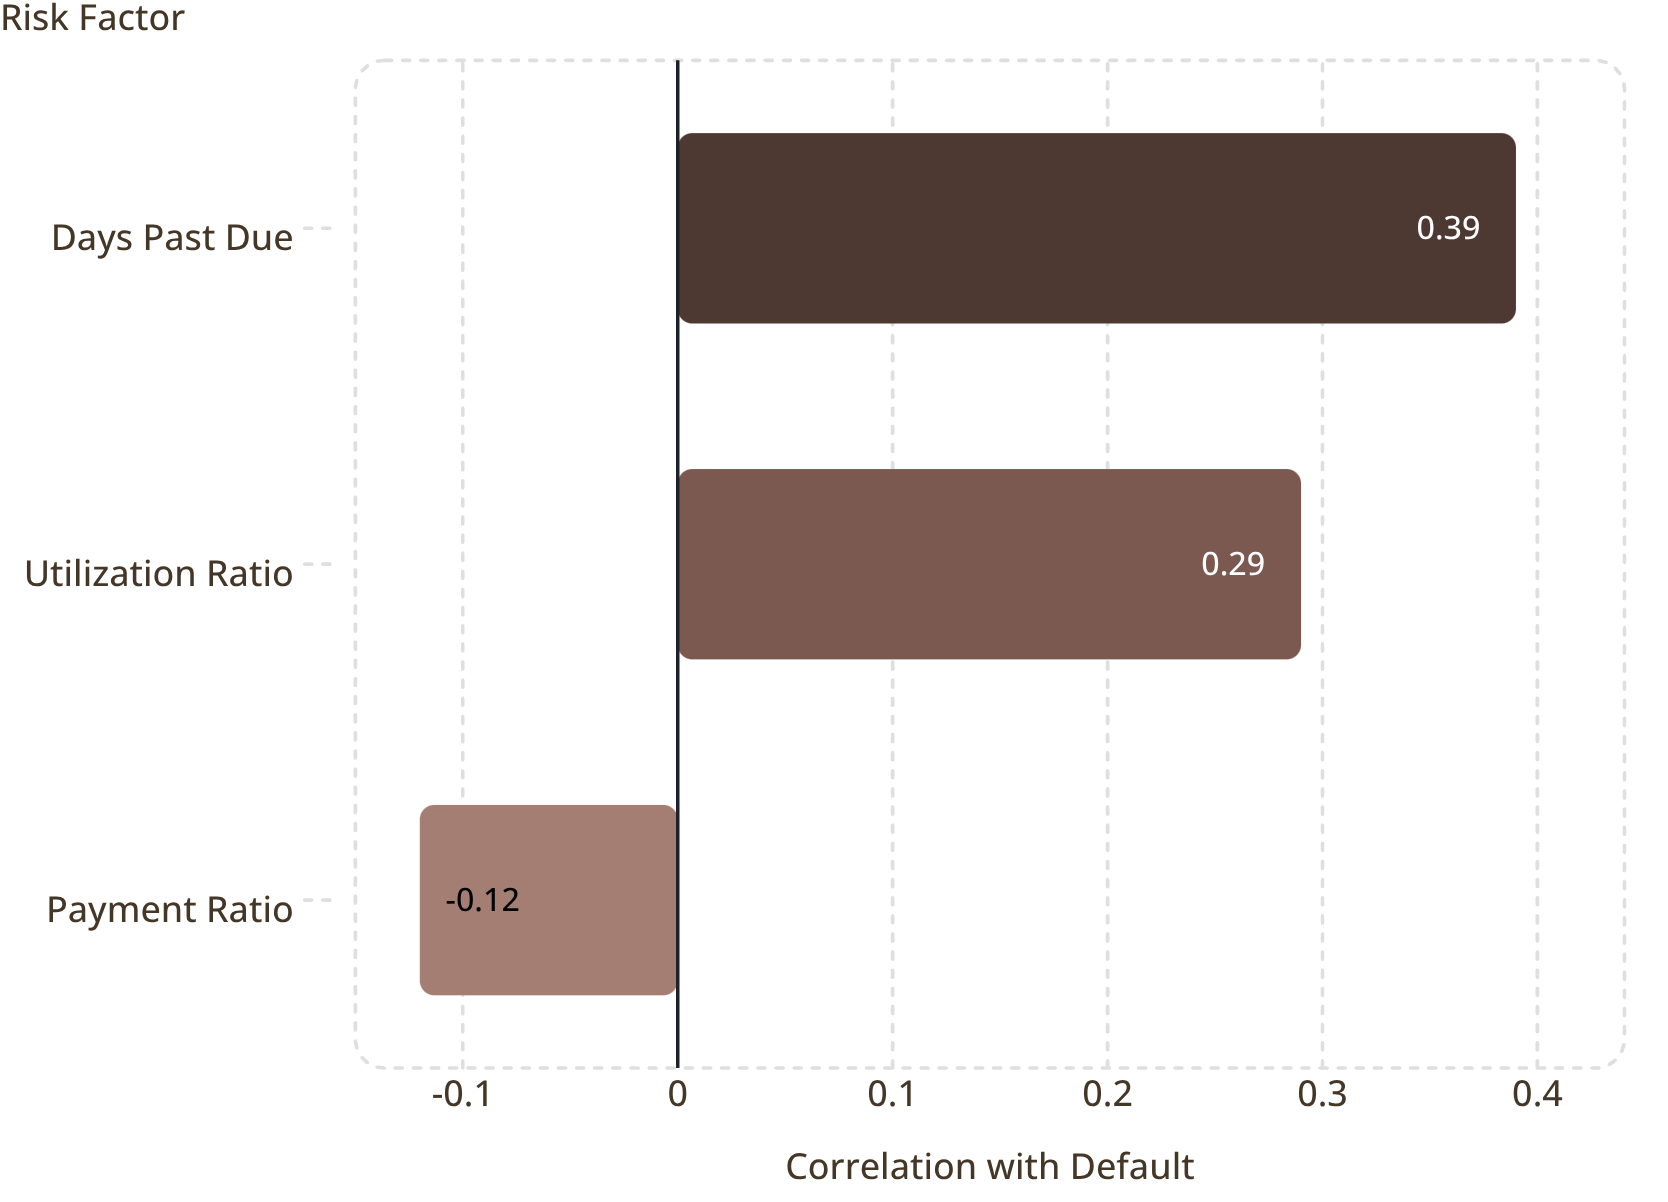 Risk Factor
Days Past Due
0.39
Utilization Ratio
0.29
Payment Ratio
-0.12
-0.1
0
0.1
0.2
0.3
0.4
Correlation with Default